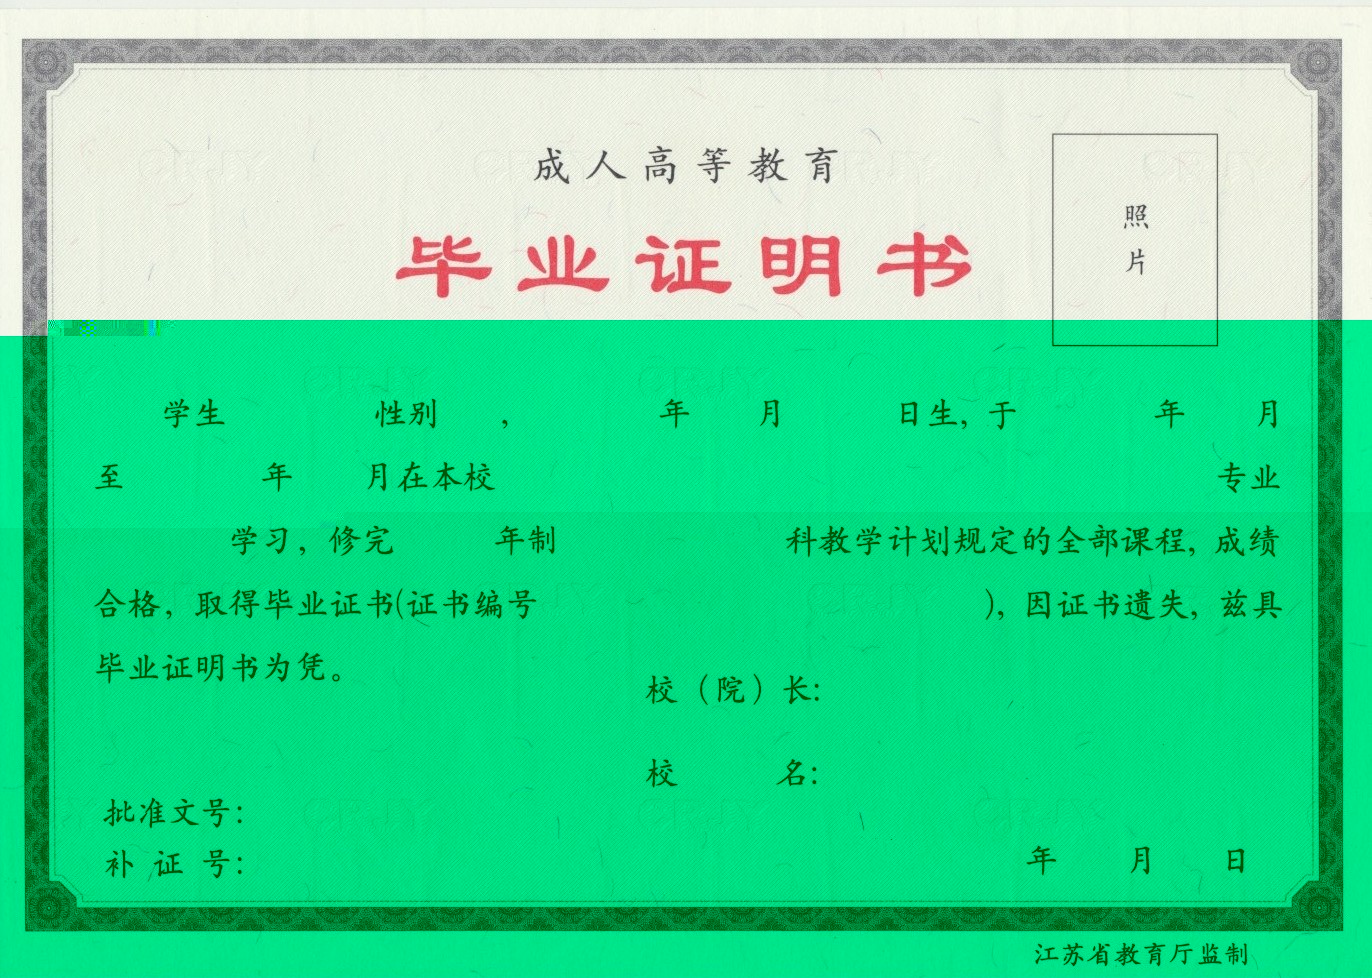 成人高等教育
毕业证明书
照
片
学生 性别 , 年 月 日生, 于 年 月
至 年 月在本校 专业
学习, 修完 年制 科教学计划规定的全部课程, 成绩
合格, 取得毕业证书(证书编号 ), 因证书遗失, 兹具
毕业证明书为凭。
校（院）长:
校 名:
批准文号:
补 证 号:
年 月 日
江苏省教育厅监制